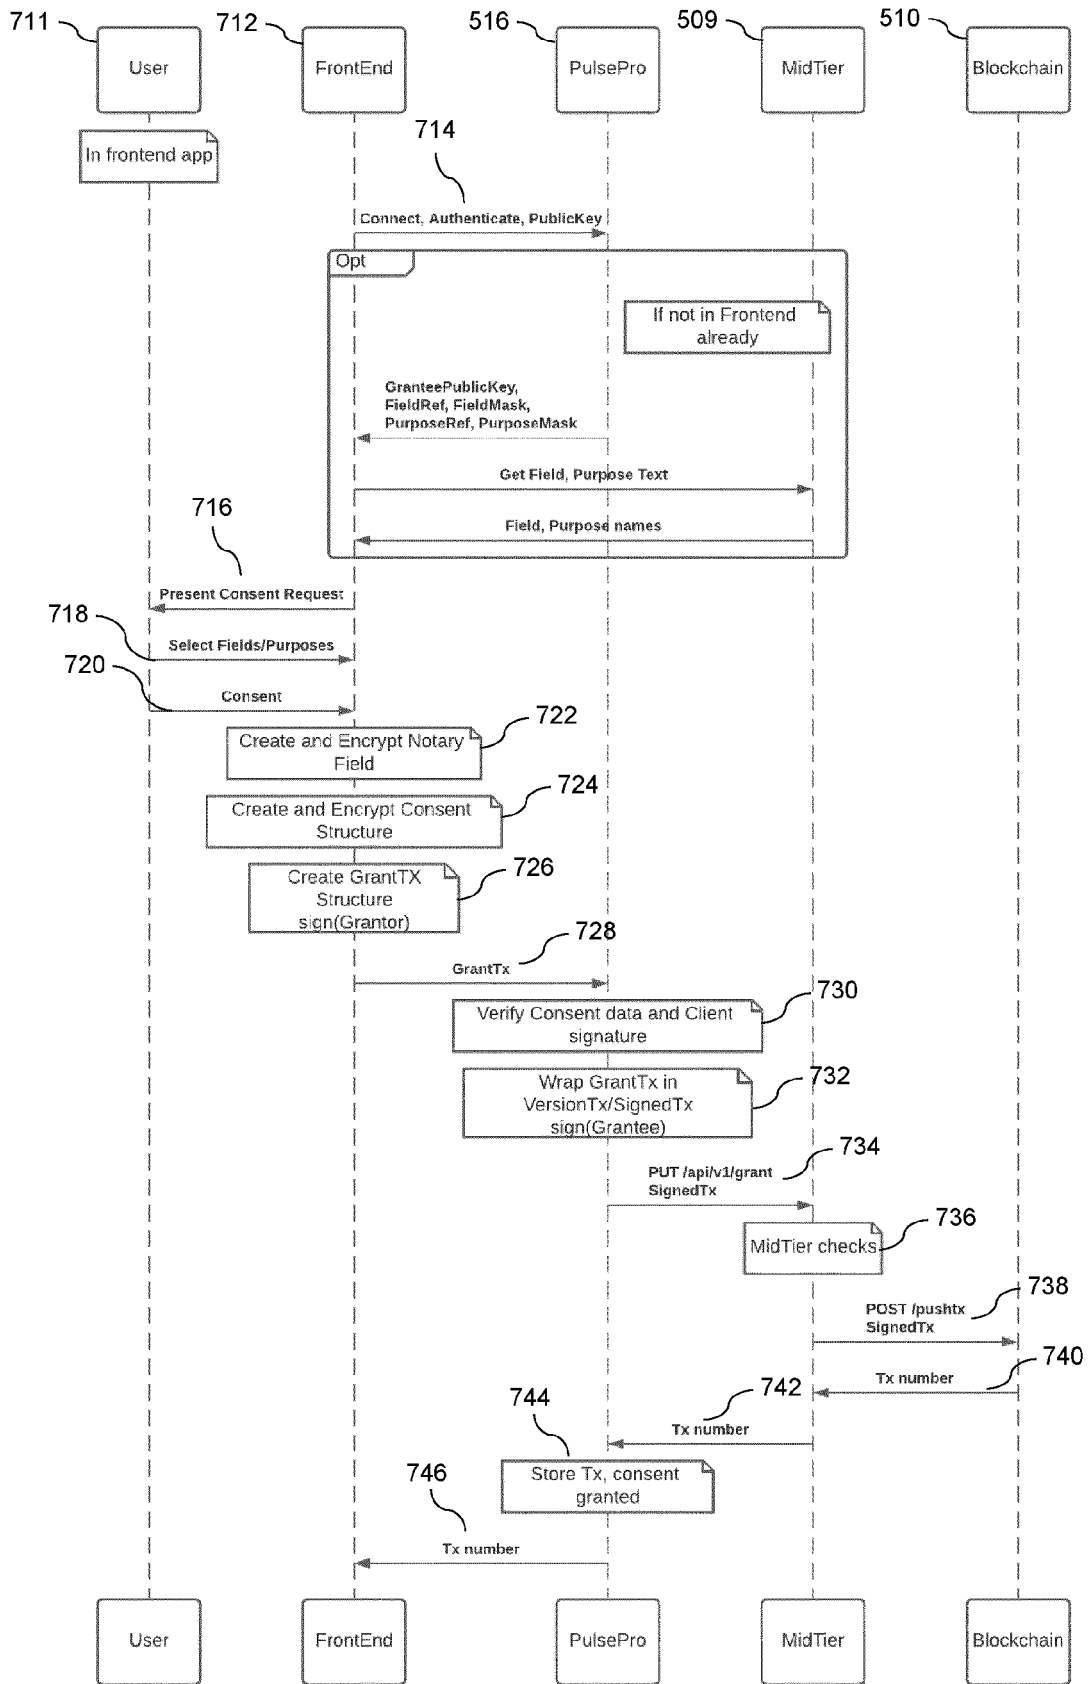 711
712
516
509
510
User
FrontEnd
PulsePro
MidTier
Blockchain
In frontend app
714
Connect, Authenticate, PublicKey
Opt
If not in Frontend
already
GranteePublicKey,
FieldRef, FieldMask,
PurposeRef, PurposeMask
Get Field, Purpose Text
Field, Purpose names
716
Present Consent Request
718
Select Fields/Purposes
720
Consent
722
Create and Encrypt Notary
Field
724
Create and Encrypt Consent
Structure
726
Create GrantTX
Structure
sign(Grantor)
728
GrantTx
730
Verify Consent data and Client
signature
732
Wrap GrantTx in
VersionTx/SignedTx
sign(Grantee)
734
PUT /api/v1/grant
SignedTx
736
MidTier checks
738
POST /pushtx
SignedTx
740
Tx number
742
Tx number
744
Store Tx, consent
granted
746
Tx number
User
FrontEnd
PulsePro
MidTier
Blockchain